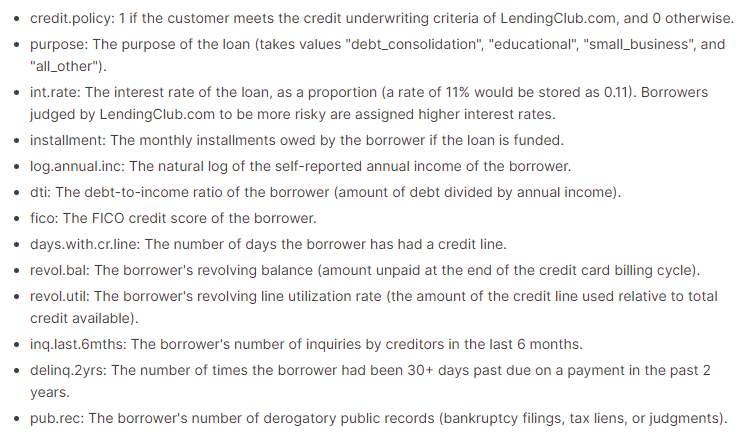 • credit.policy: 1 if the customer meets the credit underwriting criteria of LendingClub.com, and 0 otherwise.
• purpose: The purpose of the loan (takes values "debt_consolidation", "educational", "small_business", and
"all_other").
• int.rate: The interest rate of the loan, as a proportion (a rate of 11% would be stored as 0.11). Borrowers
judged by LendingClub.com to be more risky are assigned higher interest rates.
• installment: The monthly installments owed by the borrower if the loan is funded.
• log.annual.inc: The natural log of the self-reported annual income of the borrower.
• dti: The debt-to-income ratio of the borrower (amount of debt divided by annual income).
• fico: The FICO credit score of the borrower.
• days.with.cr.line: The number of days the borrower has had a credit line.
• revol.bal: The borrower's revolving balance (amount unpaid at the end of the credit card billing cycle).
• revol.util: The borrower's revolving line utilization rate (the amount of the credit line used relative to total
credit available).
• inq.last.6mths: The borrower's number of inquiries by creditors in the last 6 months.
• delinq.2yrs: The number of times the borrower had been 30+ days past due on a payment in the past 2
years.
• pub.rec: The borrower's number of derogatory public records (bankruptcy filings, tax liens, or judgments).